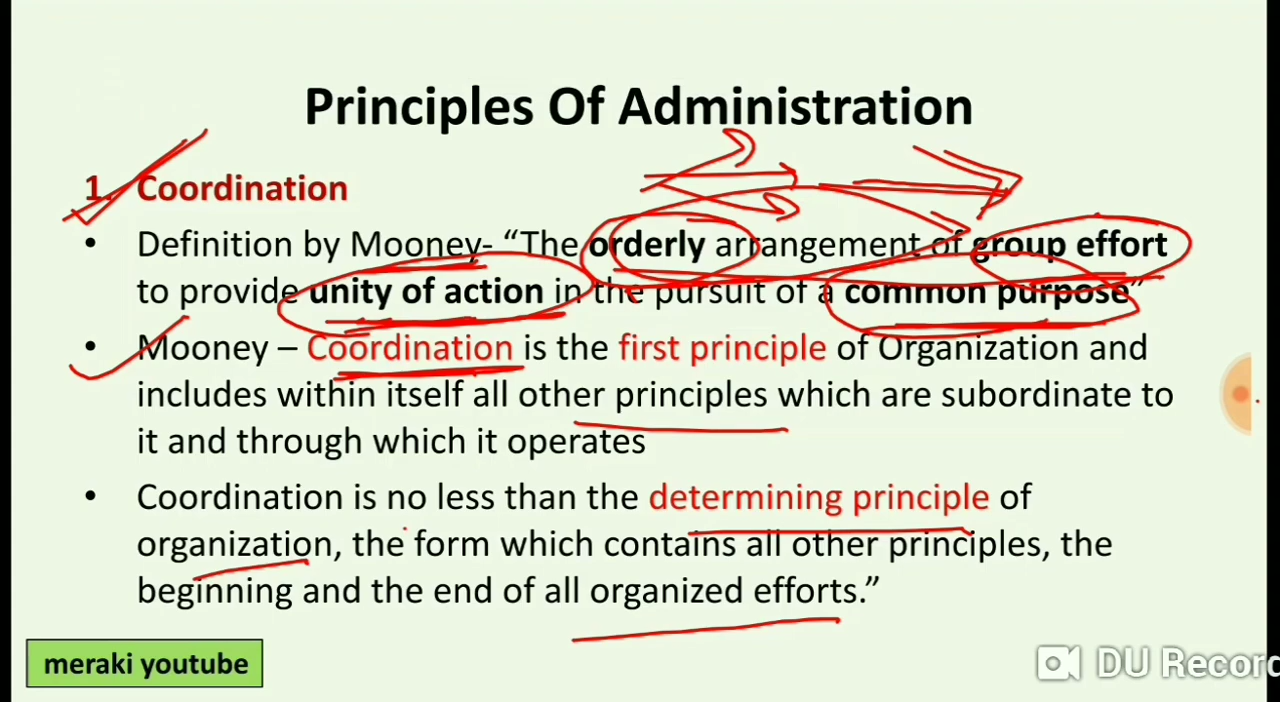 Principles Of Administration
1. Coordination
• Definition by Mooney- “The orderly arrangement of group effort
to provide unity of action in the pursuit of a common purpose”
• Mooney – Coordination is the first principle of Organization and
includes within itself all other principles which are subordinate to
it and through which it operates
• Coordination is no less than the determining principle of
organization, the form which contains all other principles, the
beginning and the end of all organized efforts.”
meraki youtube
DU Record